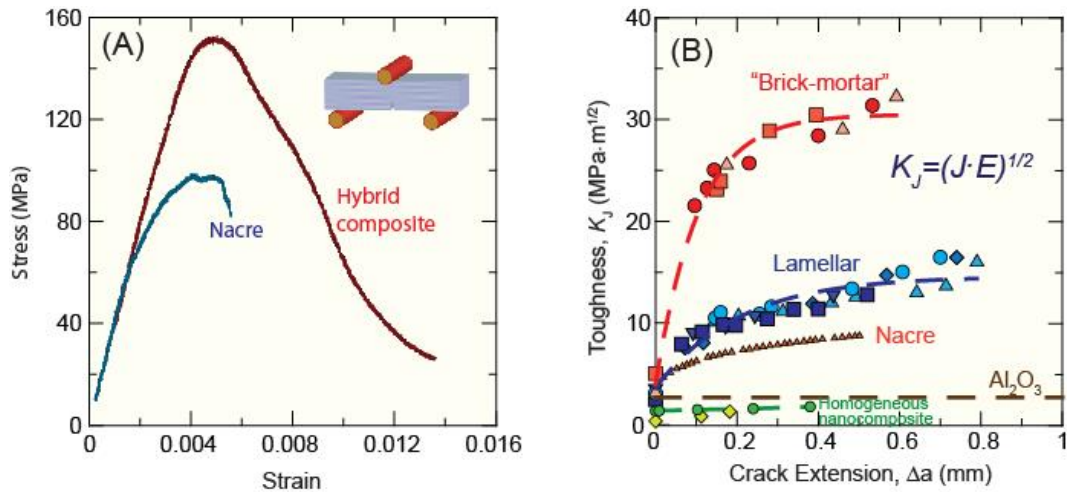 (A)
160
120
80
40
0
Stress (MPa)
Hybrid
composite
Nacre
0
0.004
0.008
0.012
0.016
Strain
(B)
40
30
20
10
0
Toughness, K_J (MPa·m^1/2)
"Brick-mortar"
K_J=(J·E)^1/2
Lamellar
Nacre
Al₂O₃
Homogeneous
nanocomposite
0
0.2
0.4
0.6
0.8
1
Crack Extension, Δa (mm)